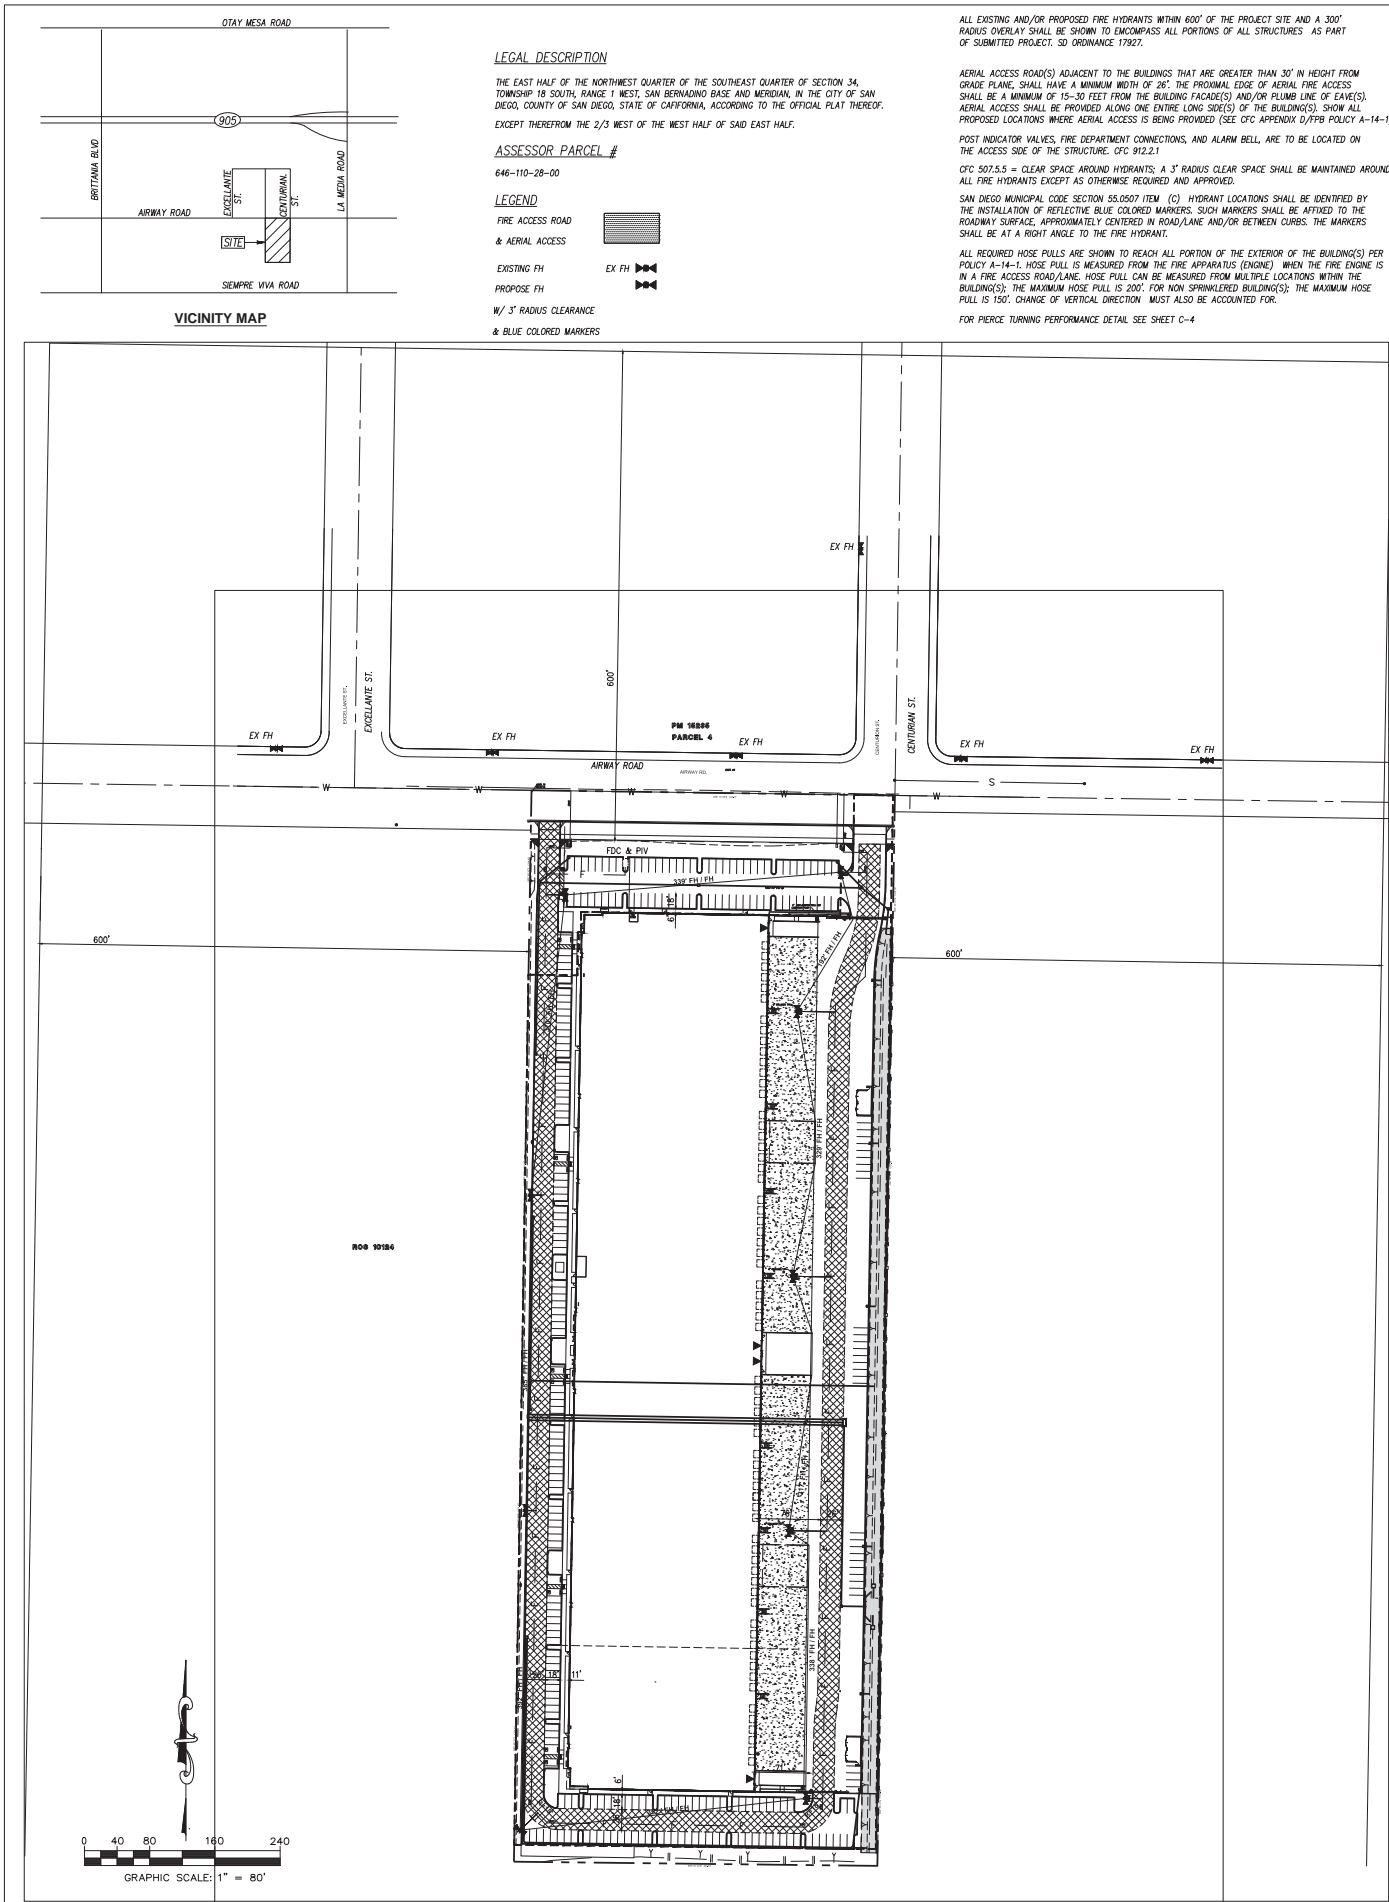 OTAY MESA ROAD
905
BRITTANIA BLVD
EXCELLANTE
ST.
CENTURIAN.
ST.
LA MEDIA ROAD
AIRWAY ROAD
SITE
SIEMPRE VIVA ROAD
VICINITY MAP
LEGAL DESCRIPTION
THE EAST HALF OF THE NORTHWEST QUARTER OF THE SOUTHEAST QUARTER OF SECTION 34,
TOWNSHIP 18 SOUTH, RANGE 1 WEST, SAN BERNADINO BASE AND MERIDIAN, IN THE CITY OF SAN
DIEGO, COUNTY OF SAN DIEGO, STATE OF CAFIFORNIA, ACCORDING TO THE OFFICIAL PLAT THEREOF.
EXCEPT THEREFROM THE 2/3 WEST OF THE WEST HALF OF SAID EAST HALF.
ASSESSOR PARCEL #
646-110-28-00
LEGEND
FIRE ACCESS ROAD
& AERIAL ACCESS
EXISTING FH
EX FH
PROPOSE FH
W/ 3' RADIUS CLEARANCE
& BLUE COLORED MARKERS
ALL EXISTING AND/OR PROPOSED FIRE HYDRANTS WITHIN 600' OF THE PROJECT SITE AND A 300'
RADIUS OVERLAY SHALL BE SHOWN TO EMCOMPASS ALL PORTIONS OF ALL STRUCTURES AS PART
OF SUBMITTED PROJECT. SD ORDINANCE 17927.
AERIAL ACCESS ROAD(S) ADJACENT TO THE BUILDINGS THAT ARE GREATER THAN 30' IN HEIGHT FROM
GRADE PLANE, SHALL HAVE A MINIMUM WIDTH OF 26'. THE PROXIMAL EDGE OF AERIAL FIRE ACCESS
SHALL BE A MINIMUM OF 15-30 FEET FROM THE BUILDING FACADE(S) AND/OR PLUMB LINE OF EAVE(S).
AERIAL ACCESS SHALL BE PROVIDED ALONG ONE ENTIRE LONG SIDE(S) OF THE BUILDING(S). SHOW ALL
PROPOSED LOCATIONS WHERE AERIAL ACCESS IS BEING PROVIDED (SEE CFC APPENDIX D/FPB POLICY A-14-1
POST INDICATOR VALVES, FIRE DEPARTMENT CONNECTIONS, AND ALARM BELL, ARE TO BE LOCATED ON
THE ACCESS SIDE OF THE STRUCTURE. CFC 912.2.1
CFC 507.5.5 = CLEAR SPACE AROUND HYDRANTS; A 3' RADIUS CLEAR SPACE SHALL BE MAINTAINED AROUND
ALL FIRE HYDRANTS EXCEPT AS OTHERWISE REQUIRED AND APPROVED.
SAN DIEGO MUNICIPAL CODE SECTION 55.0507 ITEM (C) HYDRANT LOCATIONS SHALL BE IDENTIFIED BY
THE INSTALLATION OF REFLECTIVE BLUE COLORED MARKERS. SUCH MARKERS SHALL BE AFFIXED TO THE
ROADWAY SURFACE, APPROXIMATELY CENTERED IN ROAD/LANE AND/OR BETWEEN CURBS. THE MARKERS
SHALL BE AT A RIGHT ANGLE TO THE FIRE HYDRANT.
ALL REQUIRED HOSE PULLS ARE SHOWN TO REACH ALL PORTION OF THE EXTERIOR OF THE BUILDING(S) PER
POLICY A-14-1. HOSE PULL IS MEASURED FROM THE FIRE APPARATUS (ENGINE) WHEN THE FIRE ENGINE IS
IN A FIRE ACCESS ROAD/LANE. HOSE PULL CAN BE MEASURED FROM MULTIPLE LOCATIONS WITHIN THE
BUILDING(S); THE MAXIMUM HOSE PULL IS 200'. FOR NON SPRINKLERED BUILDING(S); THE MAXIMUM HOSE
PULL IS 150'. CHANGE OF VERTICAL DIRECTION MUST ALSO BE ACCOUNTED FOR.
FOR PIERCE TURNING PERFORMANCE DETAIL SEE SHEET C-4
EX FH
600'
EXCELLANTE ST.
EXCELLANTE ST.
CENTURION ST.
CENTURIAN ST.
PM 15285
PARCEL 4
EX FH
EX FH
EX FH
EX FH
EX FH
AIRWAY ROAD
AIRWAY RD.
S
W
W
W
W
W
FDC & PIV
339' FH / FH
6' 18'
192' FH / FH
600'
600'
329' FH / FH
ROS 10124
338' FH / FH
18'
11'
6'
18'
0 40 80 160 240
GRAPHIC SCALE: 1" = 80'